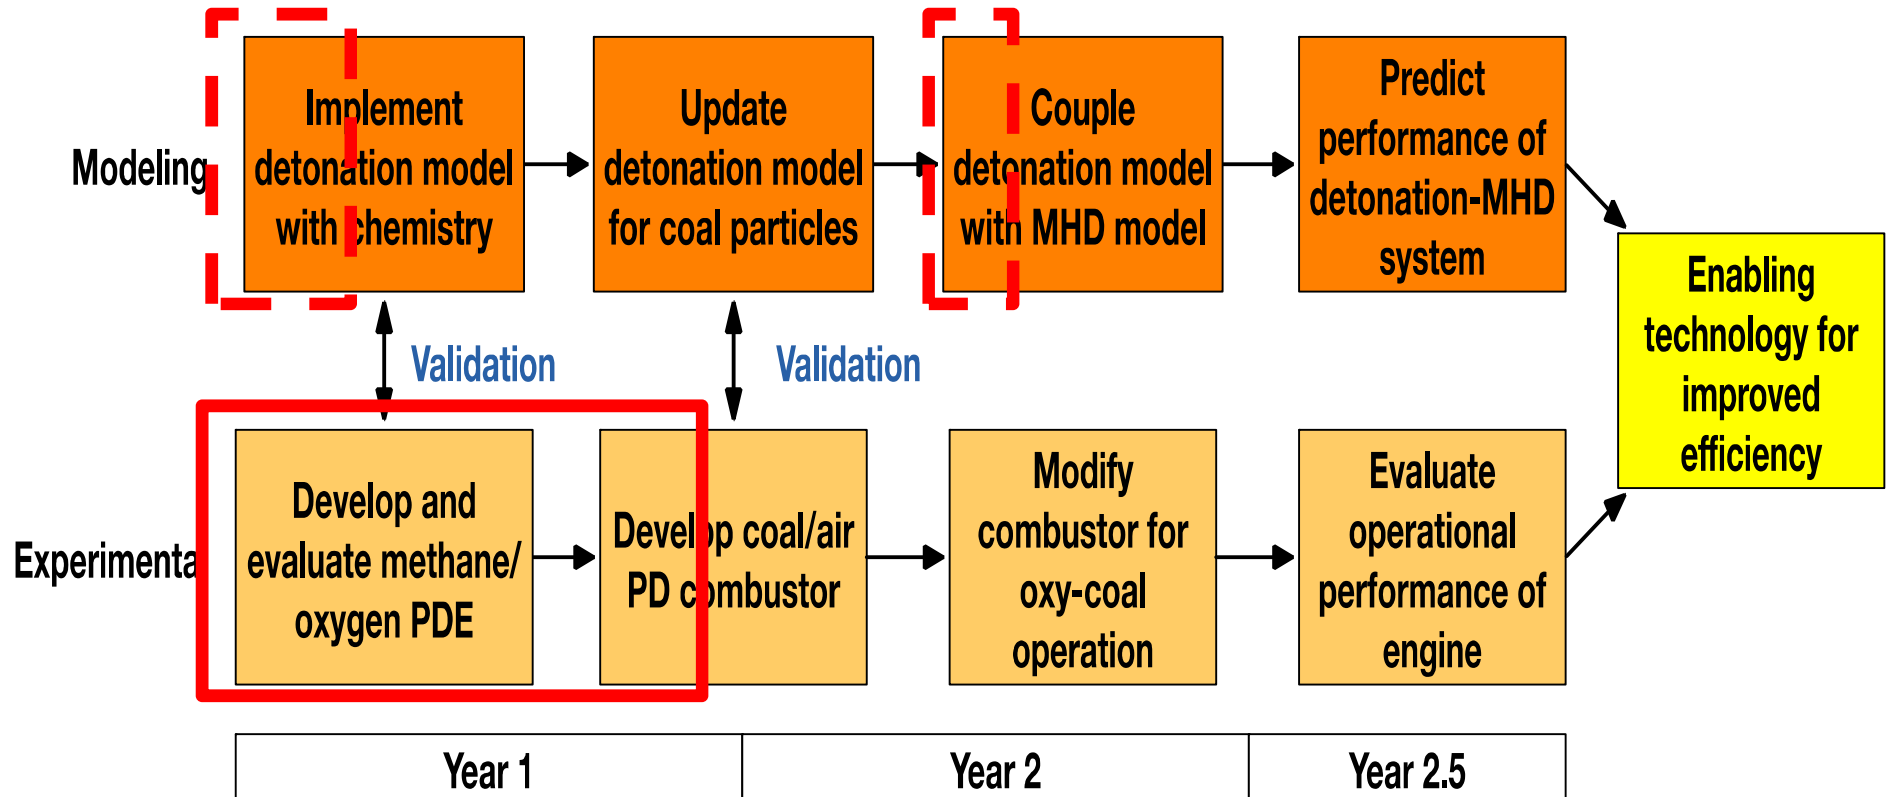 Modeling
Implement
detonation model
with chemistry
Update
detonation model
for coal particles
Couple
detonation model
with MHD model
Predict
performance of
detonation-MHD
system
Enabling
technology for
improved
efficiency
Validation
Validation
Experimenta
Develop and
evaluate methane/
oxygen PDE
Develop coal/air
PD combustor
Modify
combustor for
oxy-coal
operation
Evaluate
operational
performance of
engine
Year 1
Year 2
Year 2.5